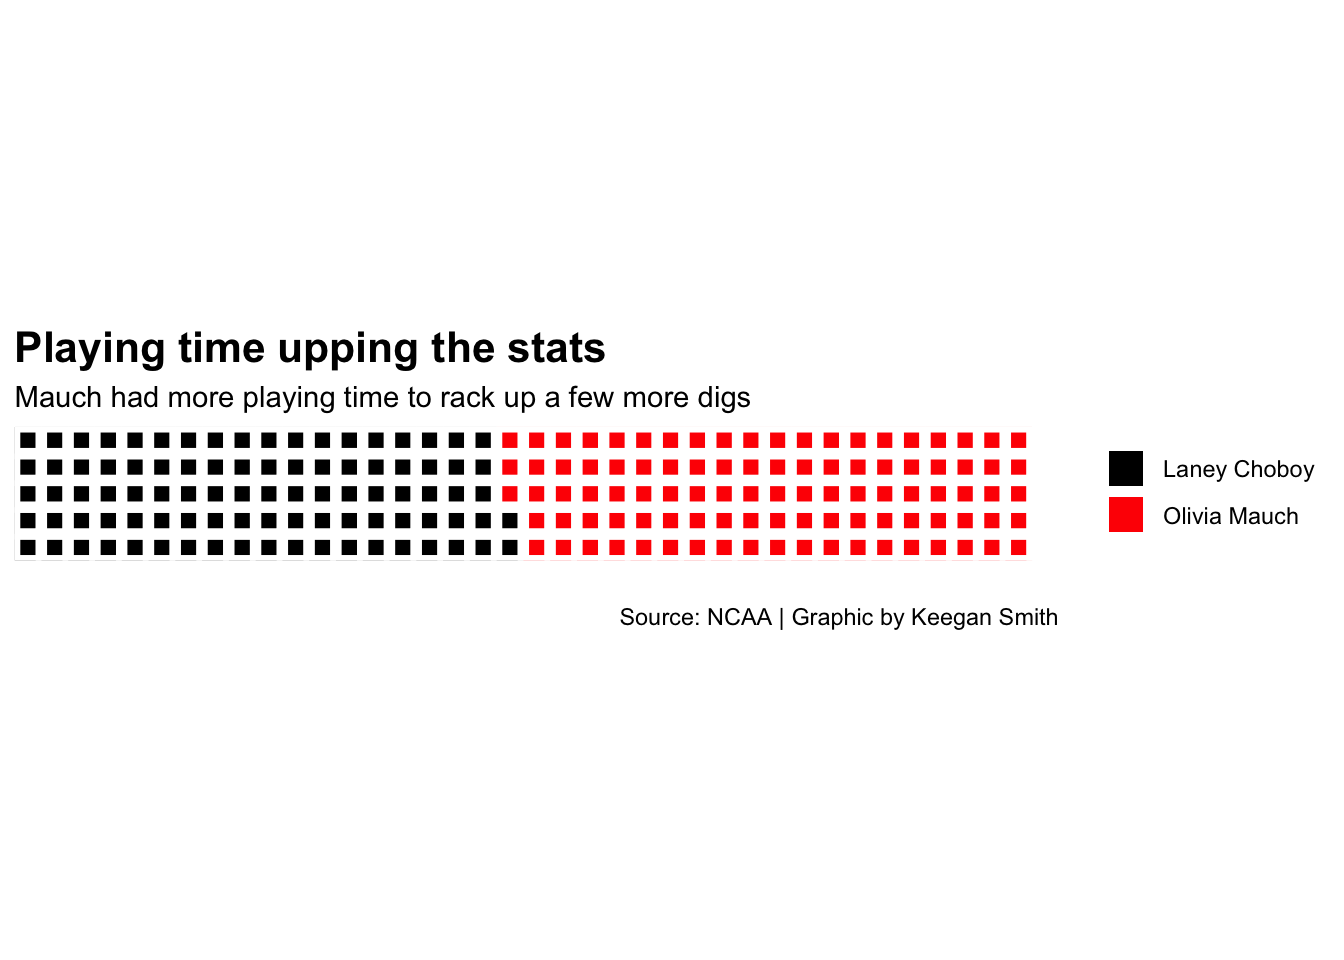 Playing time upping the stats
Mauch had more playing time to rack up a few more digs
Laney Choboy
Olivia Mauch
Source: NCAA | Graphic by Keegan Smith